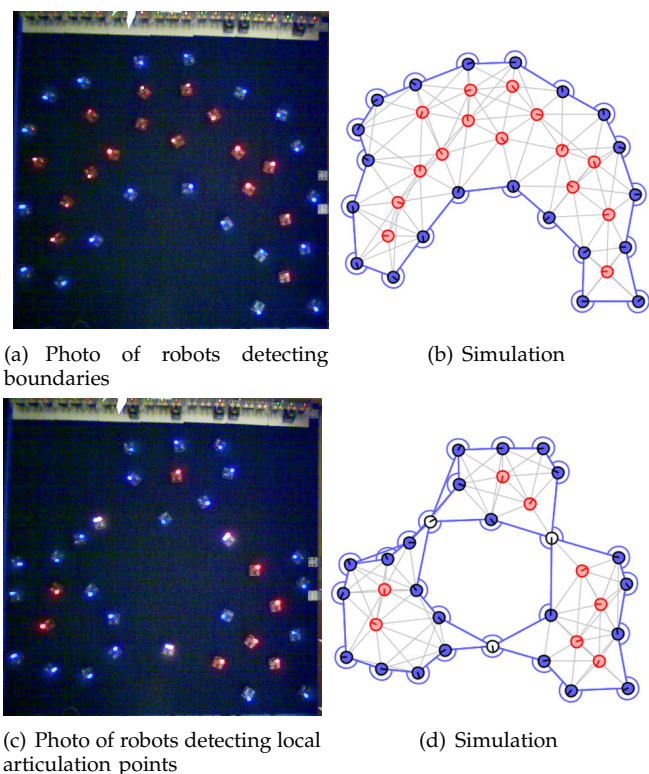 (a) Photo of robots detecting
boundaries
(b) Simulation
(c) Photo of robots detecting local
articulation points
(d) Simulation